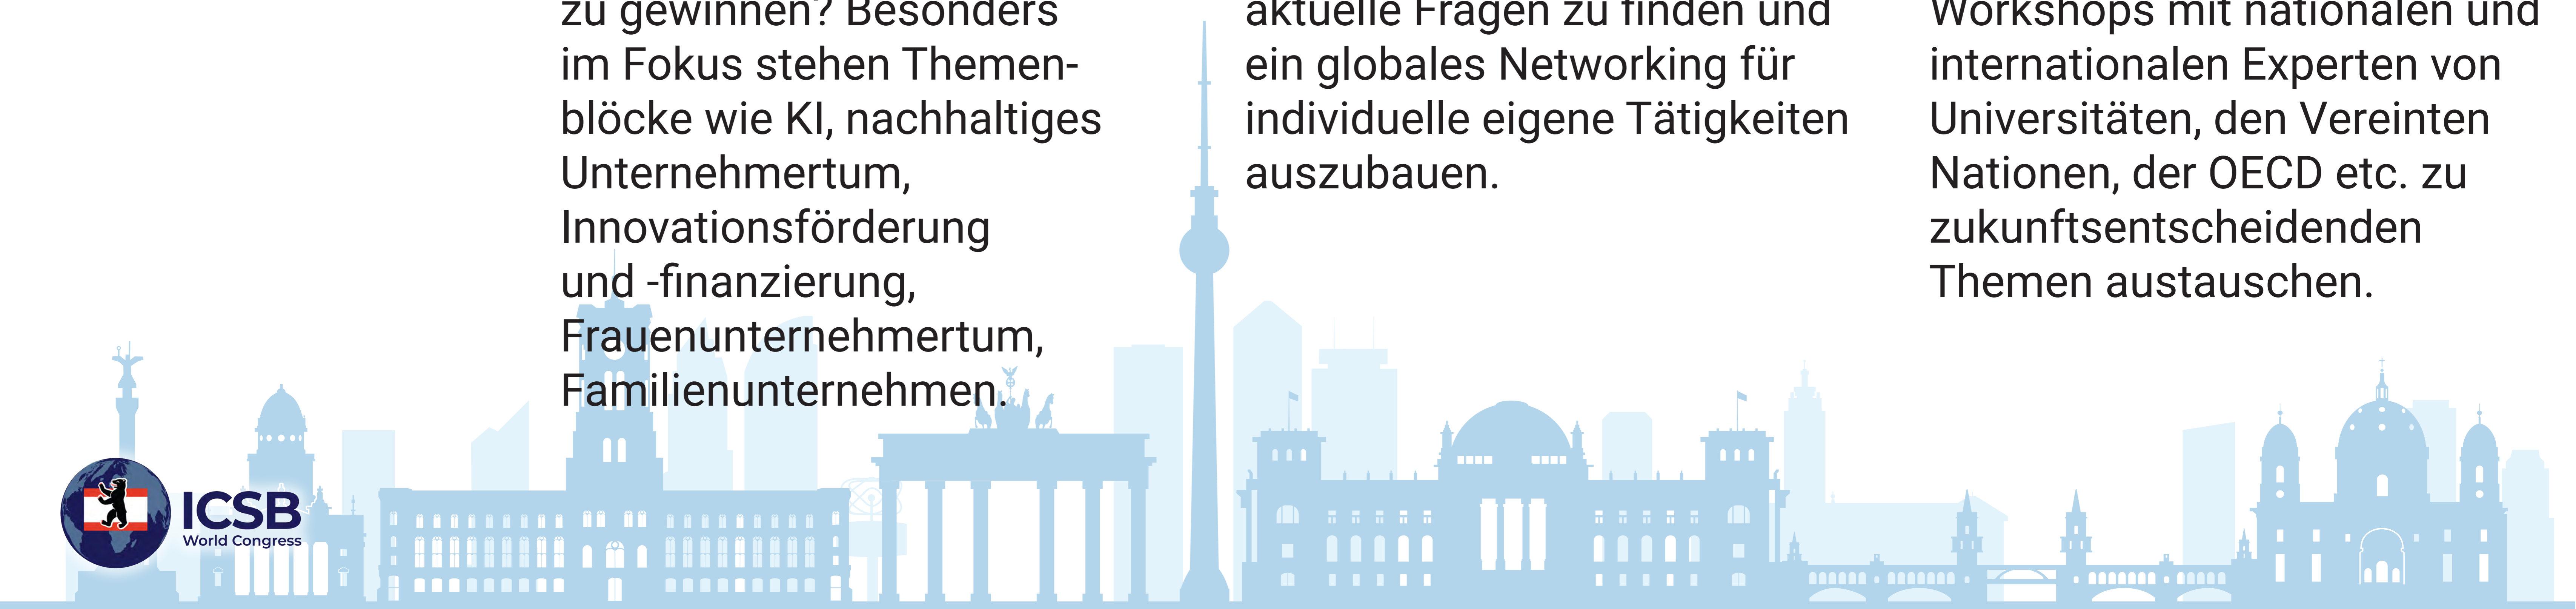 zu gewinnen? Besonders
im Fokus stehen Themen-
blöcke wie KI, nachhaltiges
Unternehmertum,
Innovationsförderung
und -finanzierung,
Frauenunternehmertum,
Familienunternehmen.
aktuelle Fragen zu finden und
ein globales Networking für
individuelle eigene Tätigkeiten
auszubauen.
Workshops mit nationalen und
internationalen Experten von
Universitäten, den Vereinten
Nationen, der OECD etc. zu
zukunftsentscheidenden
Themen austauschen.
ICSB
World Congress